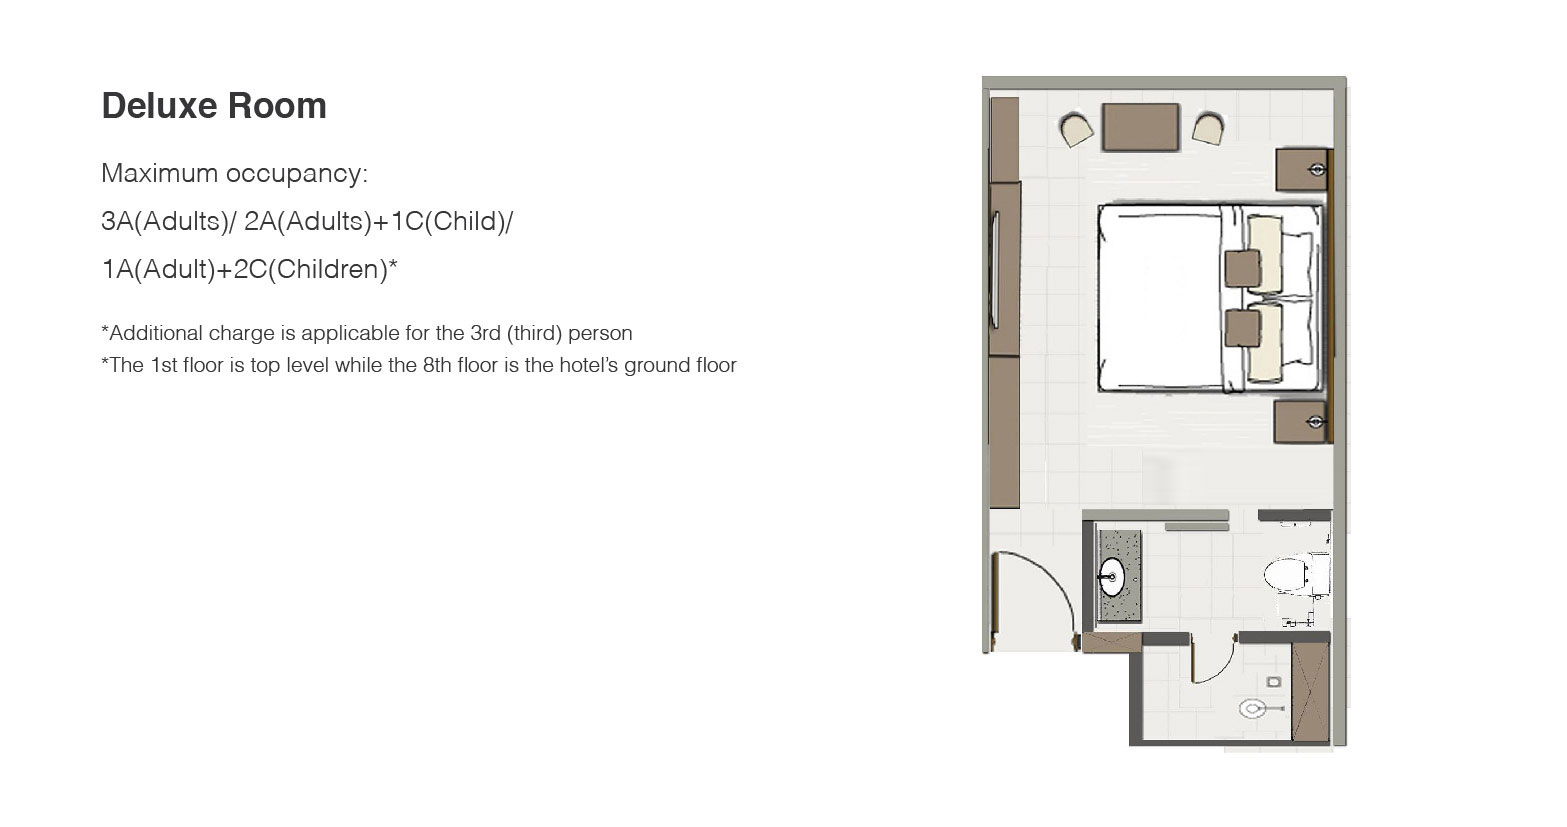 Deluxe Room
Maximum occupancy:
3A(Adults)/ 2A(Adults)+1C(Child)/
1A(Adult)+2C(Children)*
*Additional charge is applicable for the 3rd (third) person
*The 1st floor is top level while the 8th floor is the hotel’s ground floor